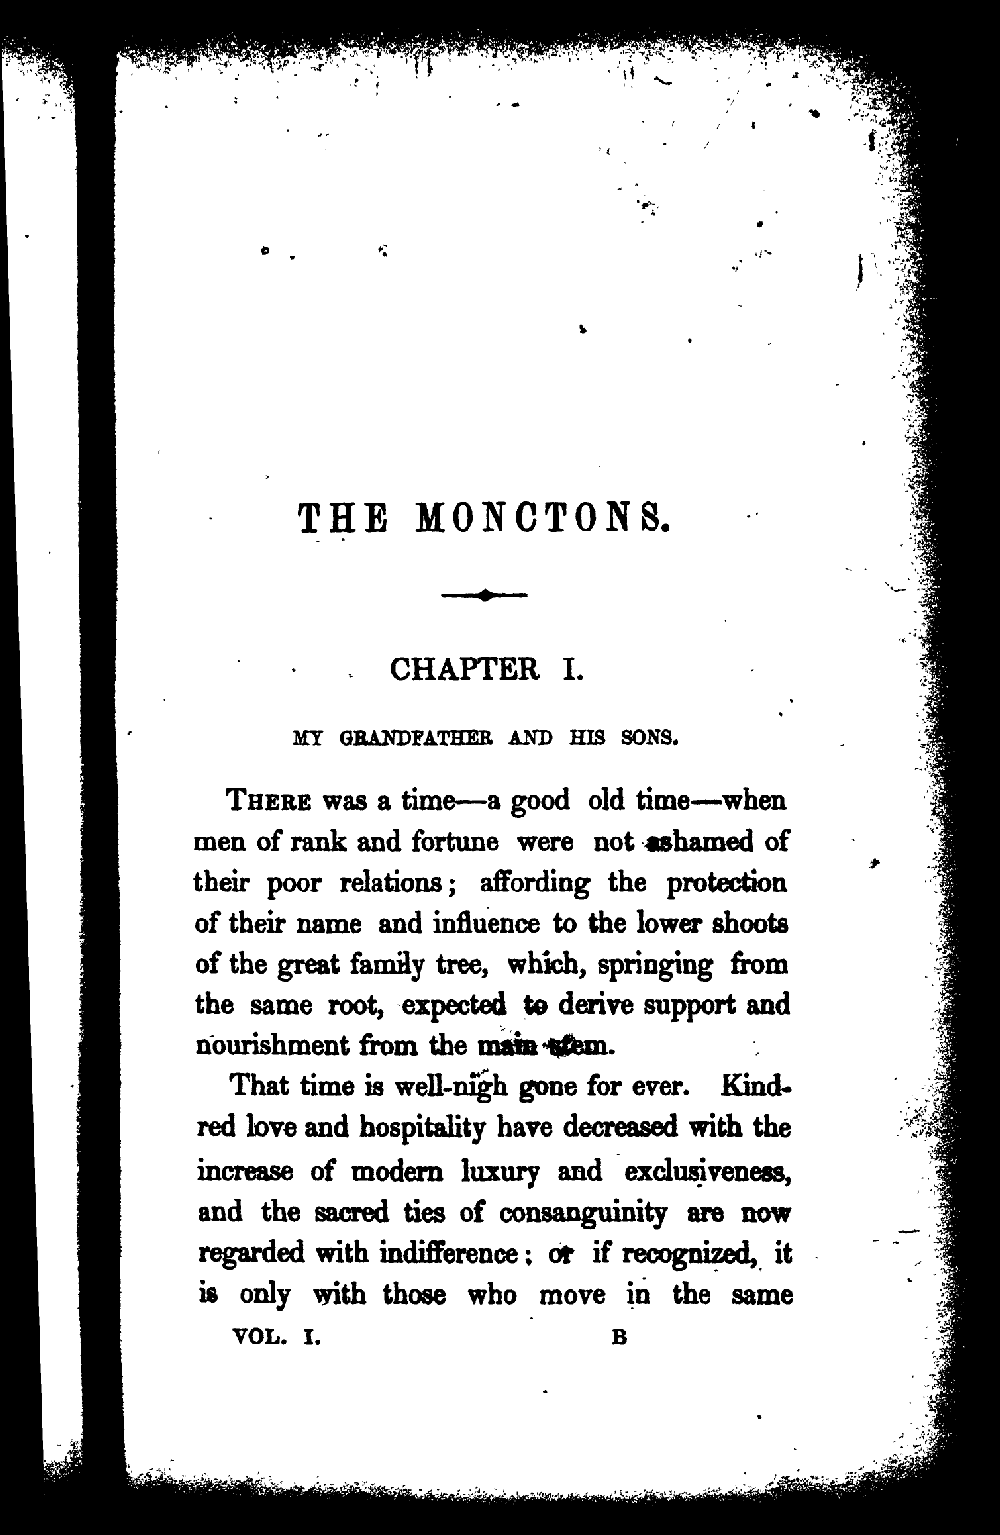 THE MONCTONS.
CHAPTER I.
MY GRANDFATHER AND HIS SONS.
THERE was a time—a good old time—when
men of rank and fortune were not ashamed of
their poor relations; affording the protection
of their name and influence to the lower shoots
of the great family tree, which, springing from
the same root, expected to derive support and
nourishment from the main stem.
That time is well-nigh gone for ever. Kind-
red love and hospitality have decreased with the
increase of modern luxury and exclusiveness,
and the sacred ties of consanguinity are now
regarded with indifference; or if recognized, it
is only with those who move in the same
VOL. I. B